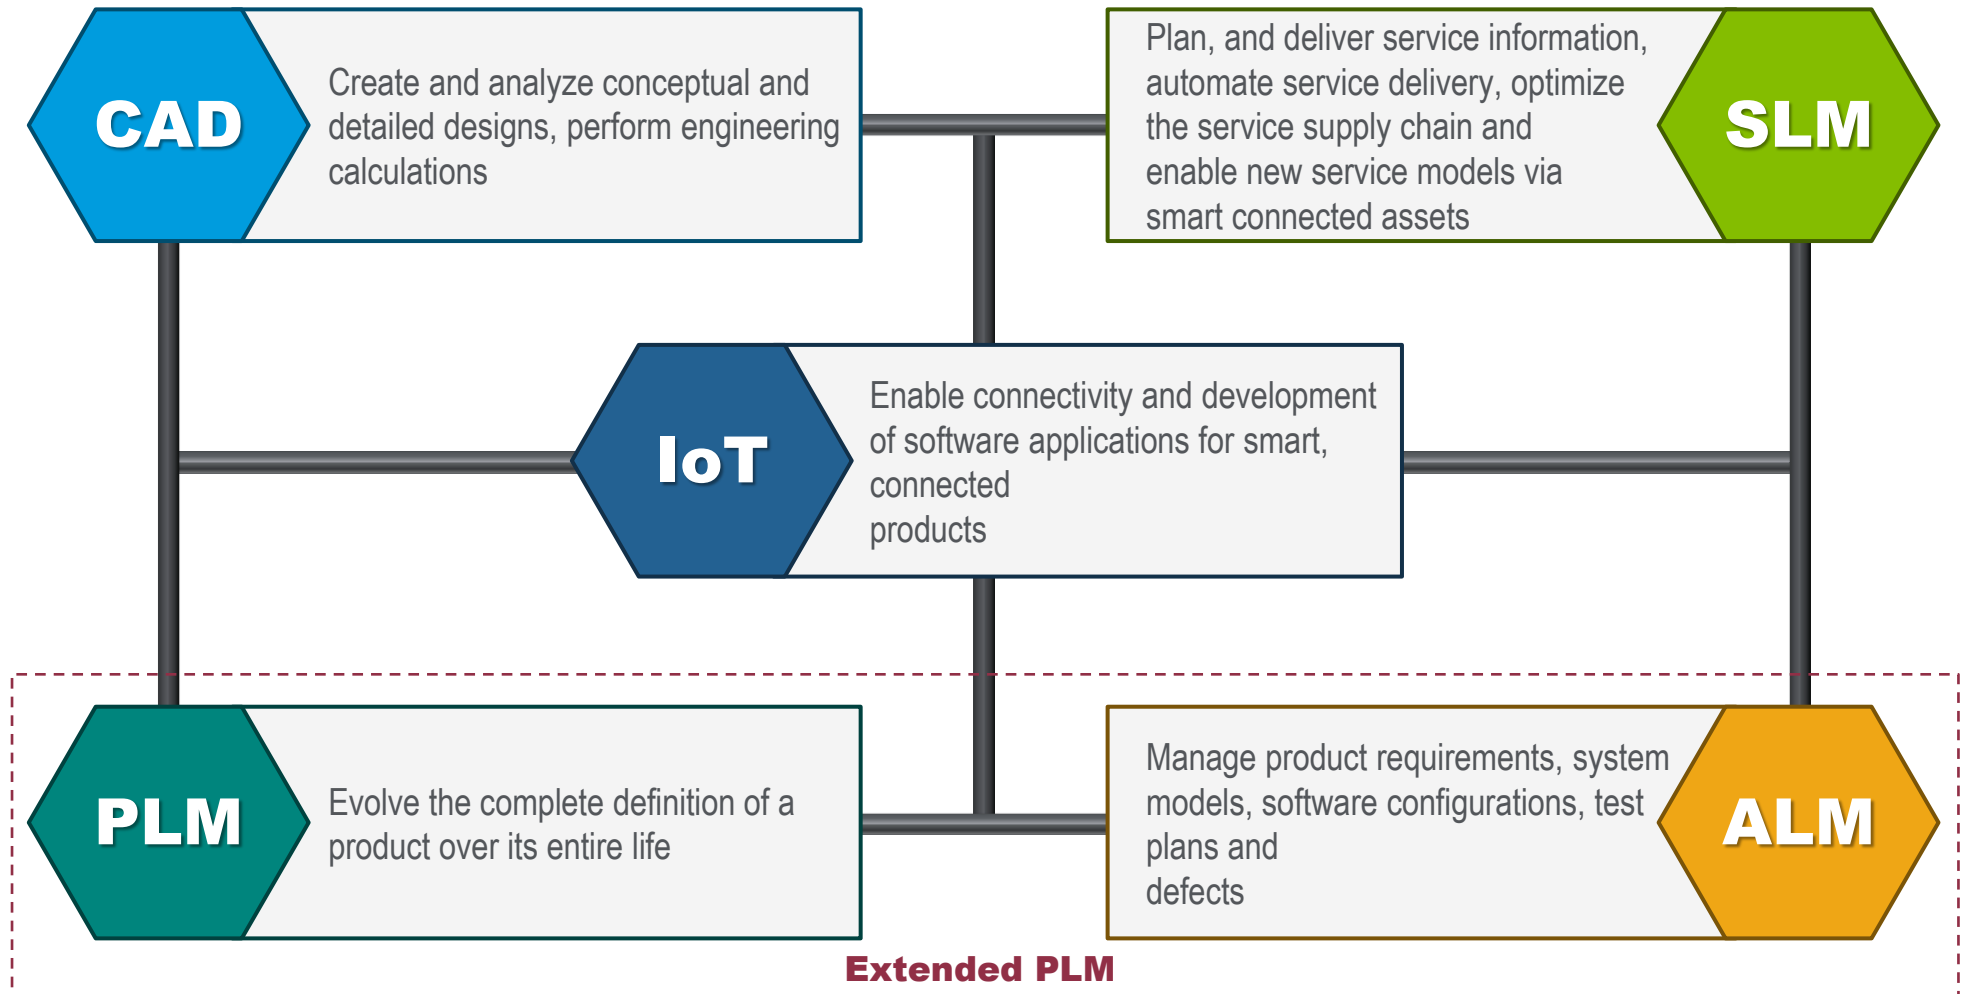 CAD
Create and analyze conceptual and
detailed designs, perform engineering
calculations
Plan, and deliver service information,
automate service delivery, optimize
the service supply chain and
enable new service models via
smart connected assets
SLM
IoT
Enable connectivity and development
of software applications for smart,
connected
products
PLM
Evolve the complete definition of a
product over its entire life
Manage product requirements, system
models, software configurations, test
plans and
defects
ALM
Extended PLM